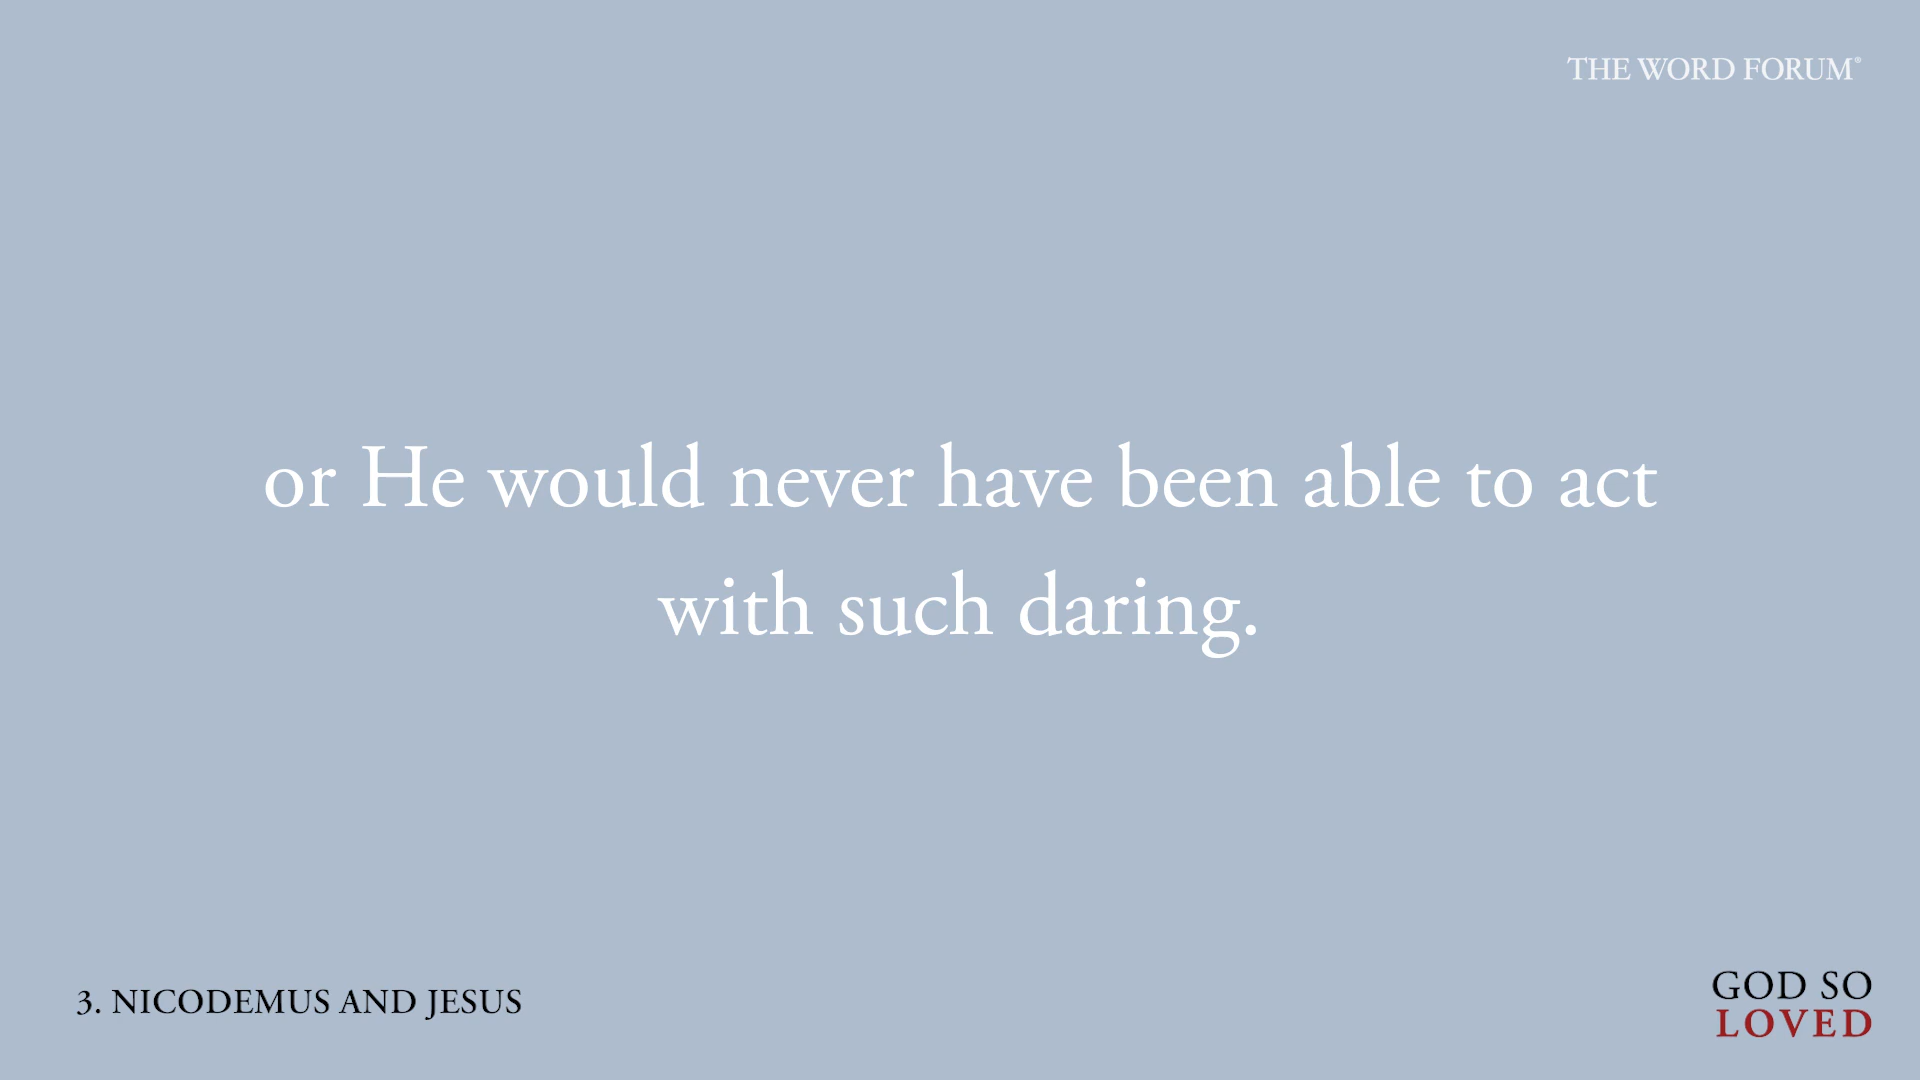 THE WORD FORUM®
or He would never have been able to act
with such daring.
3. NICODEMUS AND JESUS
GOD SO
LOVED